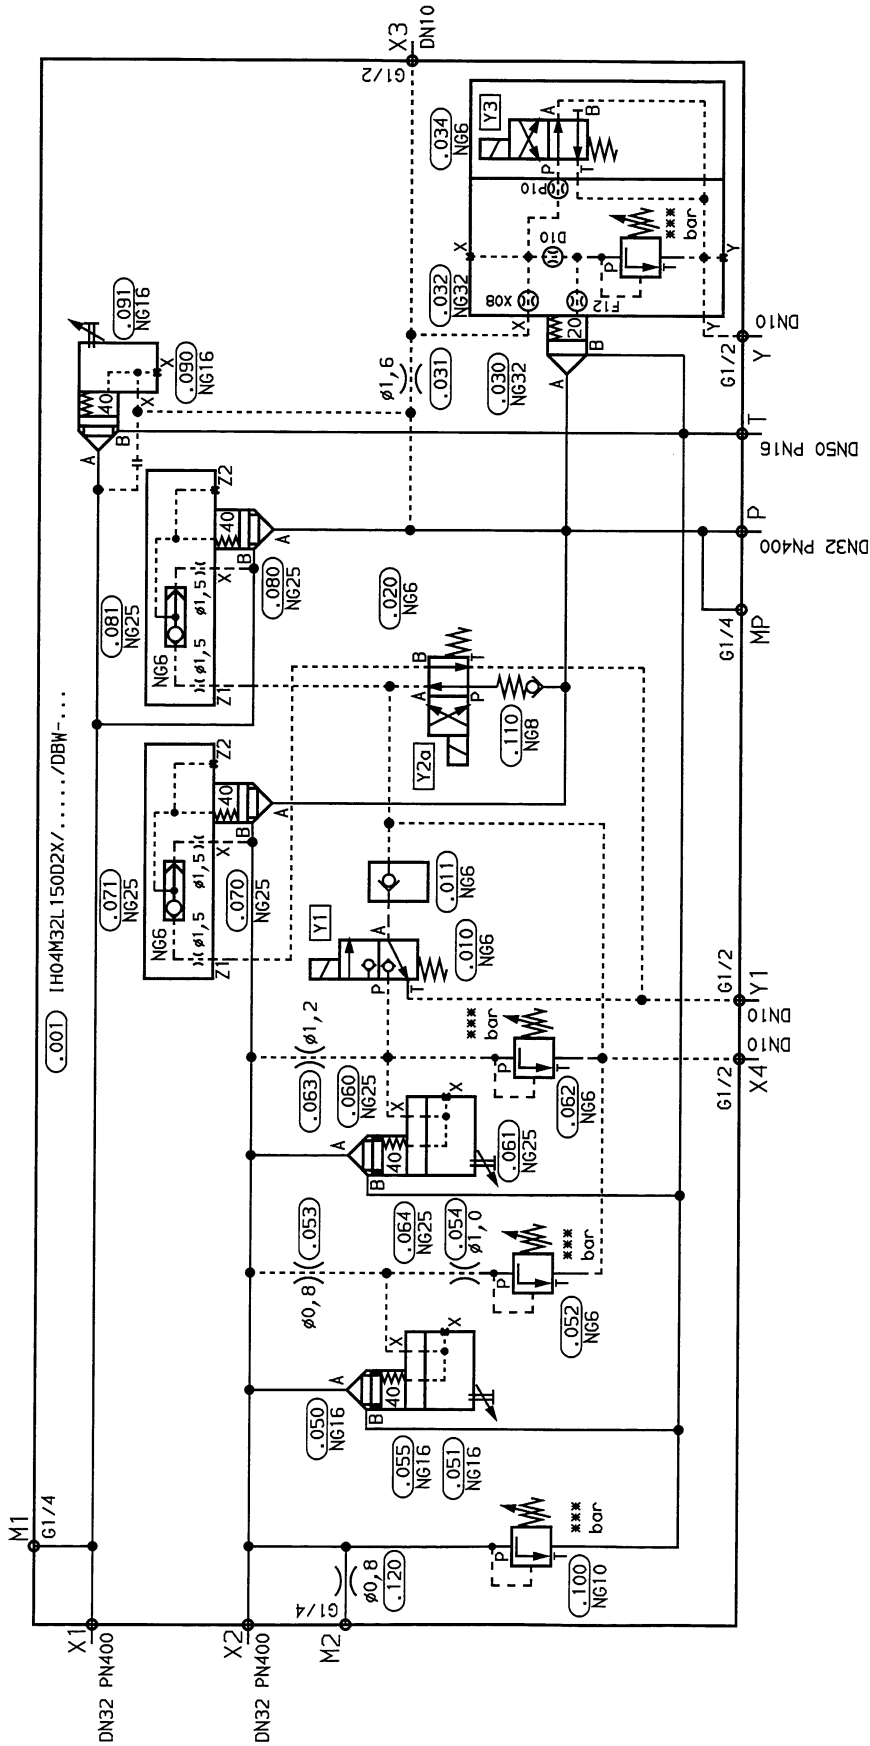 .001 IH04M32L150D2X/...../DBW-...
X1
DN32 PN400
M1
G1/4
X2
DN32 PN400
M2
G1/4
ø0,8
.120
.100
NG10
P
T
***
bar
.050
NG16
A
B
40
X
X
.055
NG16
.051
NG16
ø0,8
.053
.054
ø1,0
.052
NG6
P
T
***
bar
.064
NG25
A
B
40
X
X
.061
NG25
.060
NG25
.063
ø1,2
.062
NG6
P
T
***
bar
X4
G1/2
DN10
Y1
G1/2
DN10
Y1
P
T
A
.010
NG6
.011
NG6
.071
NG25
NG6
ø1,5
ø1,5
Z1
X
Z2
B
40
A
.070
NG25
.081
NG25
NG6
ø1,5
ø1,5
Z1
X
Z2
B
40
A
.080
NG25
Y2a
A
B
P
T
.020
NG6
.110
NG8
MP
G1/4
P
DN32 PN400
T
DN50 PN16
Y
G1/2
DN10
A
B
40
X
X
.091
NG16
.090
NG16
ø1,6
.031
.030
NG32
A
B
20
.032
NG32
X
X
X08
F12
D10
P10
P
T
***
bar
Y
Y
.034
NG6
Y3
P
T
A
B
X3
DN10
G1/2